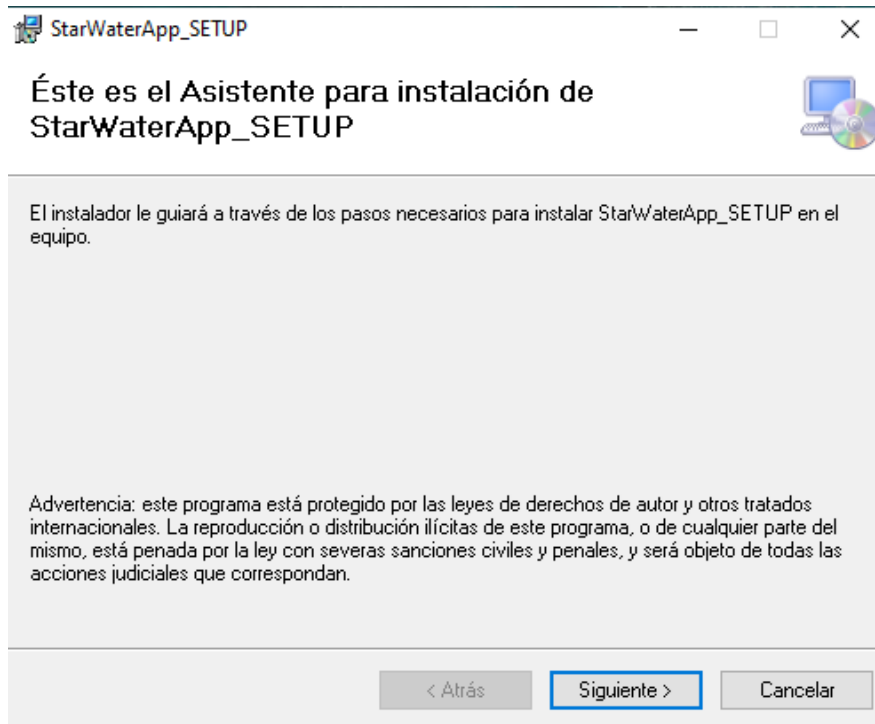 StarWaterApp_SETUP
Éste es el Asistente para instalación de
StarWaterApp_SETUP
El instalador le guiará a través de los pasos necesarios para instalar StarWaterApp_SETUP en el
equipo.
Advertencia: este programa está protegido por las leyes de derechos de autor y otros tratados
internacionales. La reproducción o distribución ilícitas de este programa, o de cualquier parte del
mismo, está penada por la ley con severas sanciones civiles y penales, y será objeto de todas las
acciones judiciales que correspondan.
< Atrás Siguiente > Cancelar